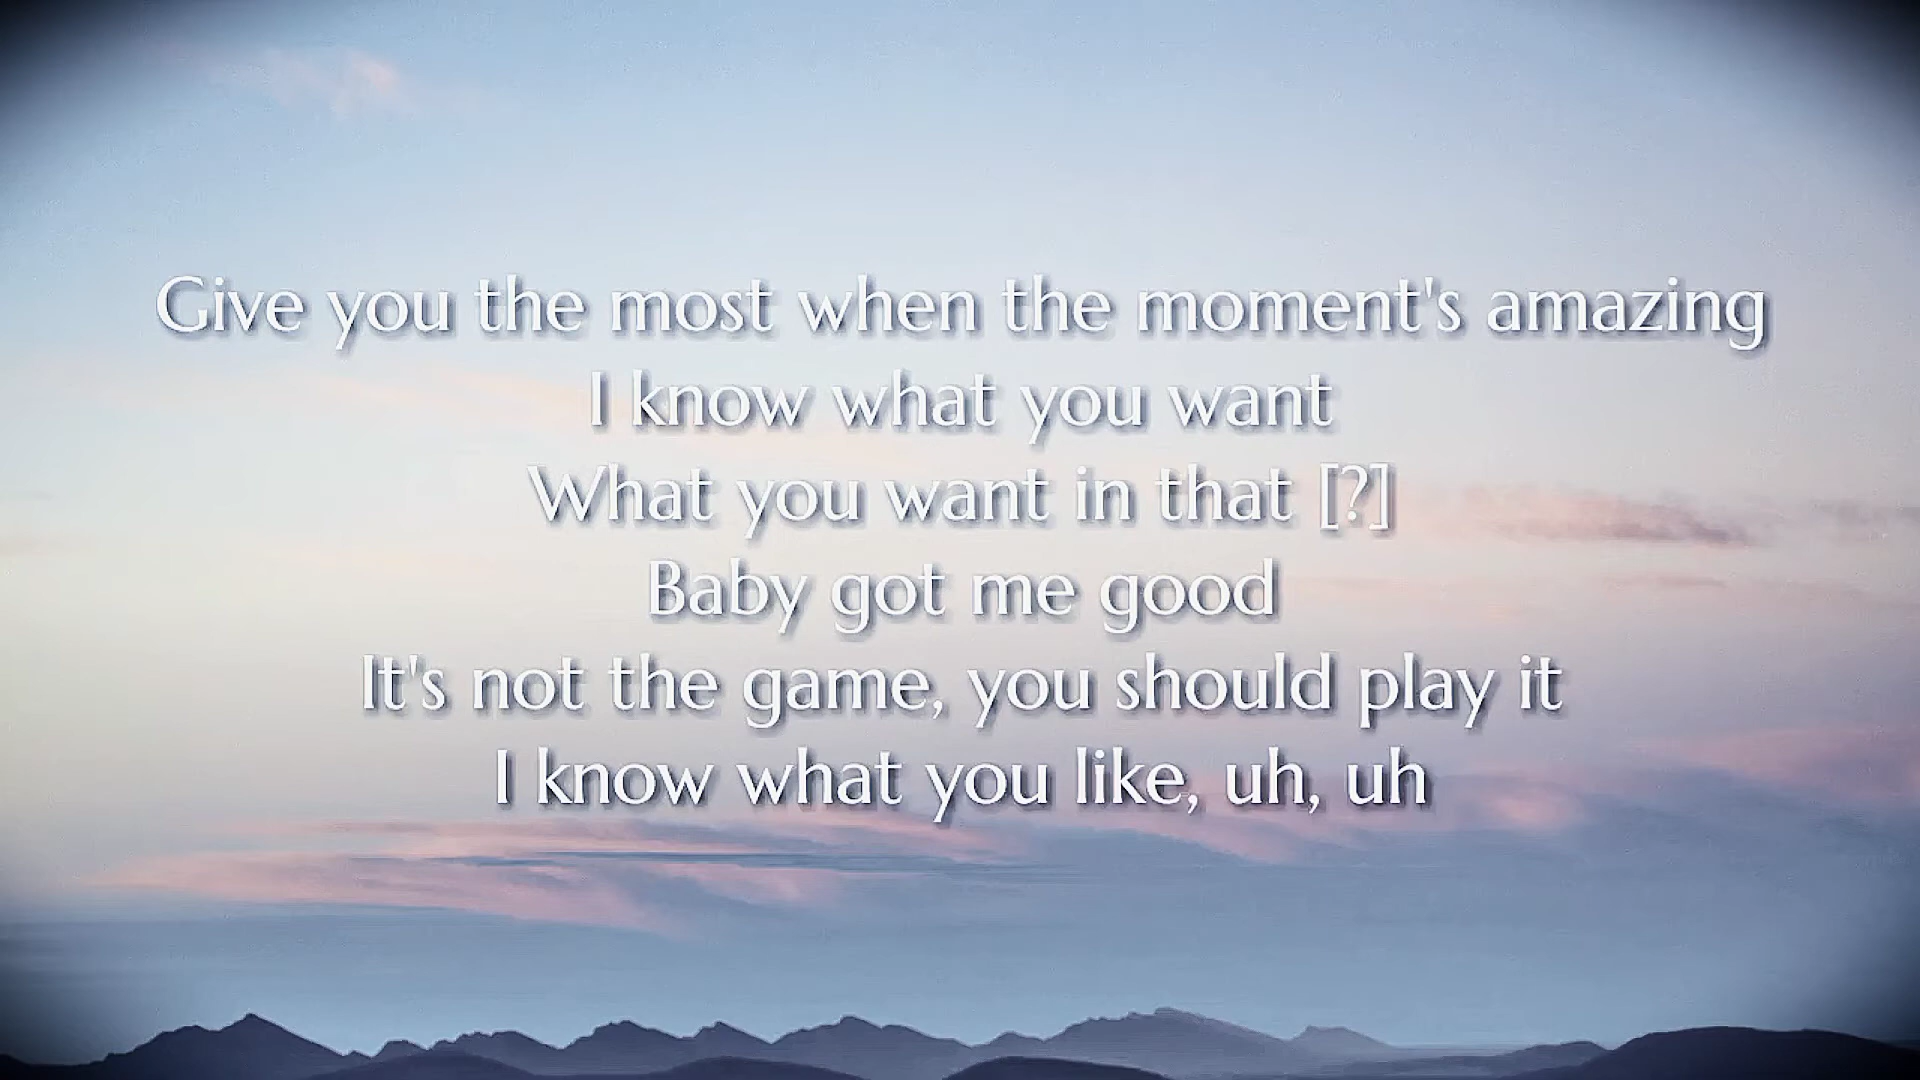 Give you the most when the moment's amazing
I know what you want
What you want in that [?]
Baby got me good
It's not the game, you should play it
I know what you like, uh, uh